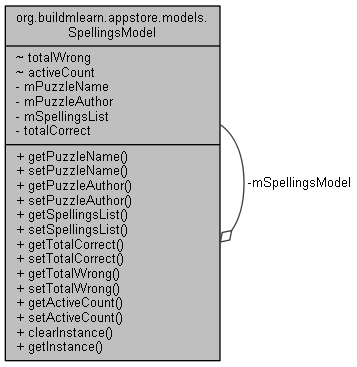 org.buildmlearn.appstore.models.
SpellingsModel
~ totalWrong
~ activeCount
- mPuzzleName
- mPuzzleAuthor
- mSpellingsList
- totalCorrect
+ getPuzzleName()
+ setPuzzleName()
+ getPuzzleAuthor()
+ setPuzzleAuthor()
+ getSpellingsList()
+ setSpellingsList()
+ getTotalCorrect()
+ setTotalCorrect()
+ getTotalWrong()
+ setTotalWrong()
+ getActiveCount()
+ setActiveCount()
+ clearInstance()
+ getInstance()
-mSpellingsModel